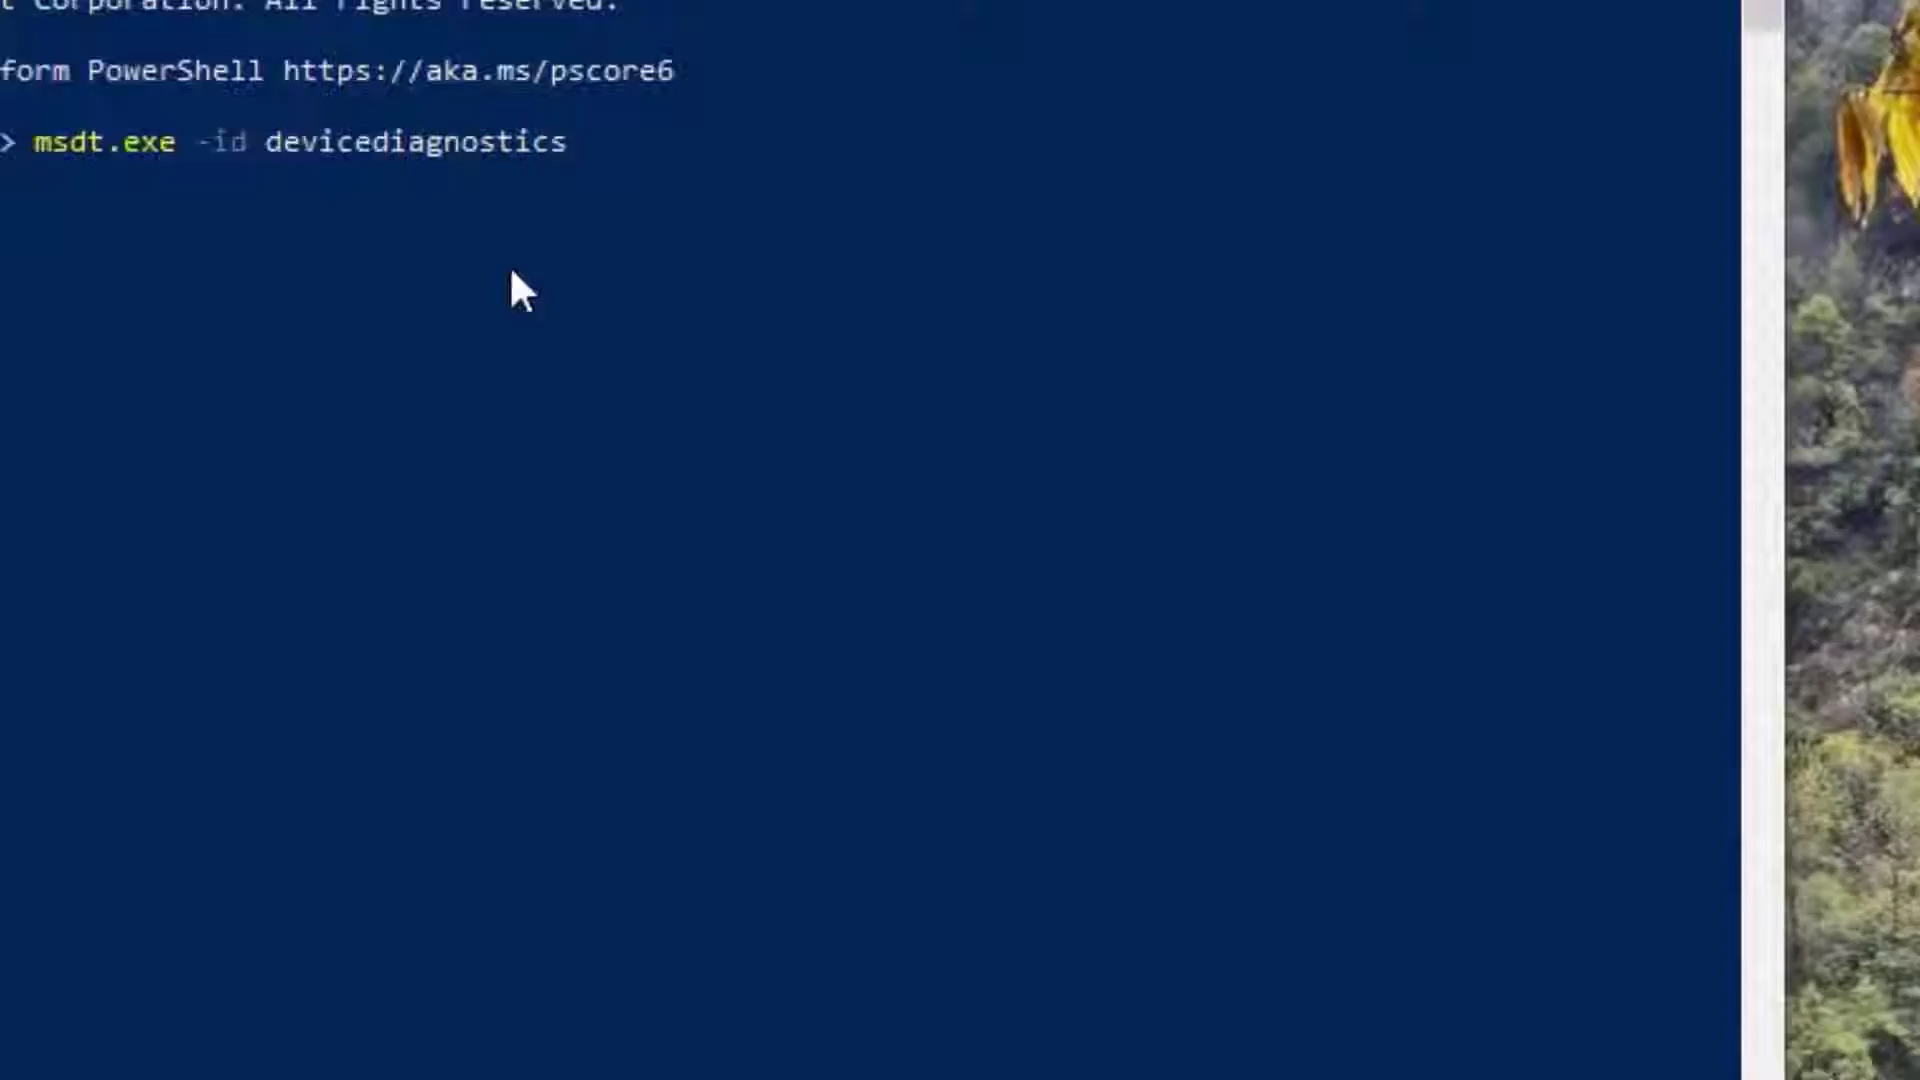 t Corporation. All rights reserved.
form PowerShell https://aka.ms/pscore6
> msdt.exe -id devicediagnostics